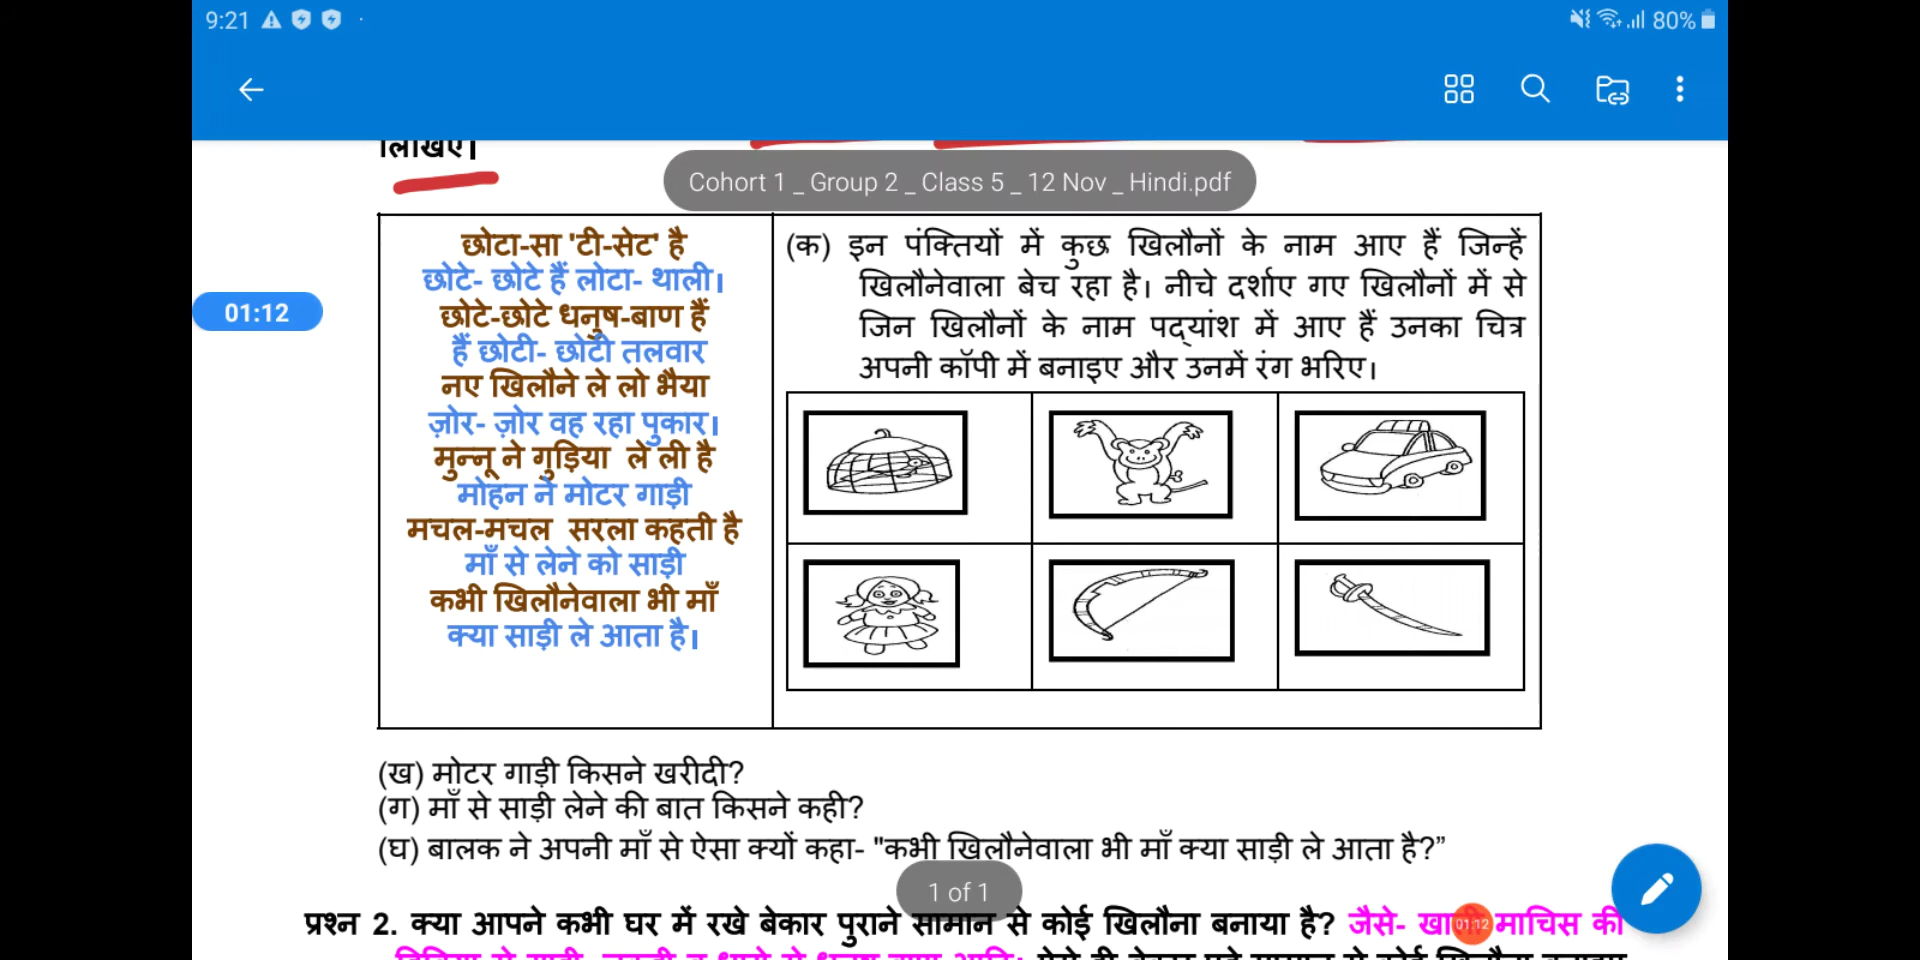 9:21
80%
लिखिए।
Cohort 1 _ Group 2 _ Class 5 _ 12 Nov _ Hindi.pdf
01:12
छोटा-सा 'टी-सेट' है
छोटे- छोटे हैं लोटा- थाली।
छोटे-छोटे धनुष-बाण हैं
हैं छोटी- छोटी तलवार
नए खिलौने ले लो भैया
ज़ोर- ज़ोर वह रहा पुकार।
मुन्नू ने गुड़िया ले ली है
मोहन ने मोटर गाड़ी
मचल-मचल सरला कहती है
माँ से लेने को साड़ी
कभी खिलौनेवाला भी माँ
क्या साड़ी ले आता है।
(क) इन पंक्तियों में कुछ खिलौनों के नाम आए हैं जिन्हें
खिलौनेवाला बेच रहा है। नीचे दर्शाए गए खिलौनों में से
जिन खिलौनों के नाम पद्यांश में आए हैं उनका चित्र
अपनी कॉपी में बनाइए और उनमें रंग भरिए।
(ख) मोटर गाड़ी किसने खरीदी?
(ग) माँ से साड़ी लेने की बात किसने कही?
(घ) बालक ने अपनी माँ से ऐसा क्यों कहा- "कभी खिलौनेवाला भी माँ क्या साड़ी ले आता है?”
1 of 1
प्रश्न 2. क्या आपने कभी घर में रखे बेकार पुराने सामान से कोई खिलौना बनाया है? जैसे- खाली माचिस की
01:12